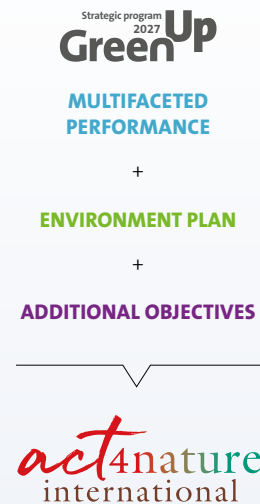 Strategic program
2027
GreenUp
MULTIFACETED
PERFORMANCE
+
ENVIRONMENT PLAN
+
ADDITIONAL OBJECTIVES
act4nature
international